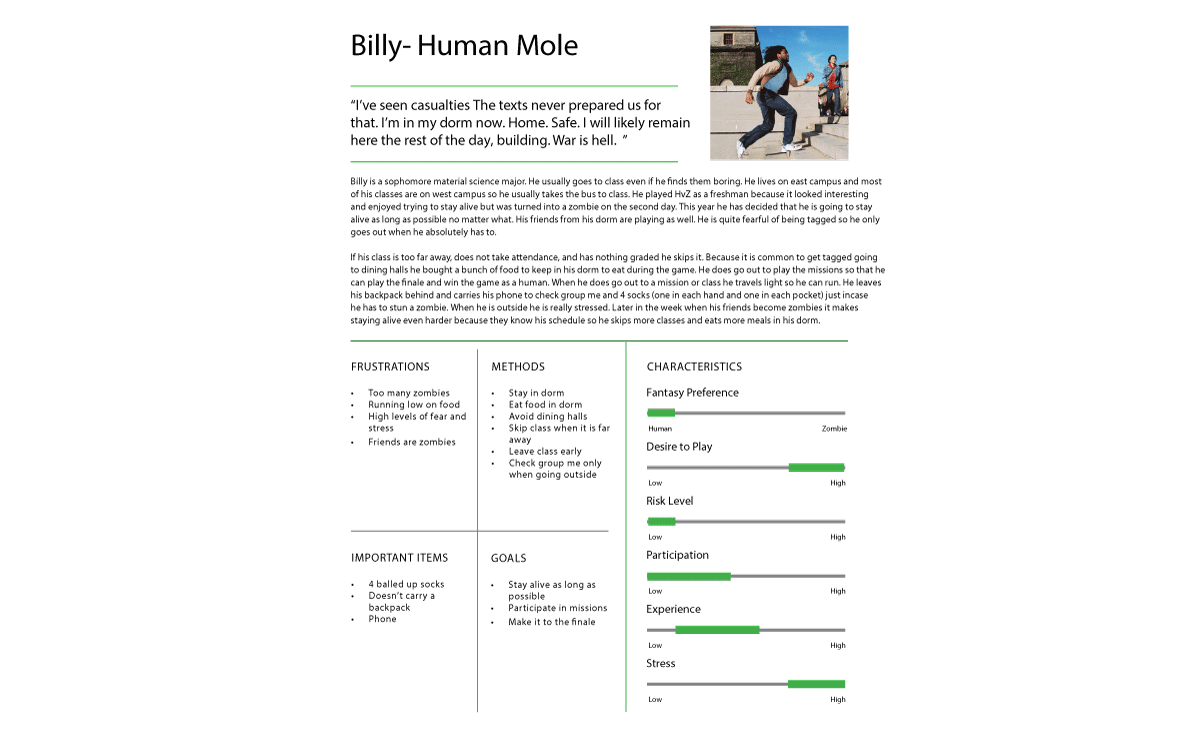 Billy- Human Mole
“I’ve seen casualties The texts never prepared us for
that. I’m in my dorm now. Home. Safe. I will likely remain
here the rest of the day, building. War is hell.  ”
Billy is a sophomore material science major. He usually goes to class even if he finds them boring. He lives on east campus and most
of his classes are on west campus so he usually takes the bus to class. He played HvZ as a freshman because it looked interesting
and enjoyed trying to stay alive but was turned into a zombie on the second day. This year he has decided that he is going to stay
alive as long as possible no matter what. His friends from his dorm are playing as well. He is quite fearful of being tagged so he only
goes out when he absolutely has to.
If his class is too far away, does not take attendance, and has nothing graded he skips it. Because it is common to get tagged going
to dining halls he bought a bunch of food to keep in his dorm to eat during the game. He does go out to play the missions so that he
can play the finale and win the game as a human. When he does go out to a mission or class he travels light so he can run. He leaves
his backpack behind and carries his phone to check group me and 4 socks (one in each hand and one in each pocket) just incase
he has to stun a zombie. When he is outside he is really stressed. Later in the week when his friends become zombies it makes
staying alive even harder because they know his schedule so he skips more classes and eats more meals in his dorm.
FRUSTRATIONS
• Too many zombies
• Running low on food
• High levels of fear and
stress
• Friends are zombies
METHODS
• Stay in dorm
• Eat food in dorm
• Avoid dining halls
• Skip class when it is far
away
• Leave class early
• Check group me only
when going outside
IMPORTANT ITEMS
• 4 balled up socks
• Doesn’t carry a
backpack
• Phone
GOALS
• Stay alive as long as
possible
• Participate in missions
• Make it to the finale
CHARACTERISTICS
Fantasy Preference
Human Zombie
Desire to Play
Low High
Risk Level
Low High
Participation
Low High
Experience
Low High
Stress
Low High